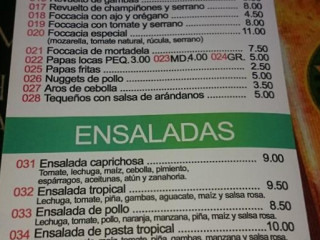 017 Revuelto de champiñones y serrano 8.00
018 Foccacia con ajo y orégano 4.50
019 Foccacia con tomate y serrano 8.00
020 Foccacia especial 11.00
(mozarella, tomate natural, rúcula, serrano)
021 Foccacia de mortadela 7.50
022 Papas locas PEQ. 3.00 023 MD. 4.00 024 GR. 5.00
025 Papas fritas 2.50
026 Nuggets de pollo 5.00
027 Aros de cebolla 3.50
028 Tequeños con salsa de arándanos 5.00
ENSALADAS
031 Ensalada caprichosa 9.00
Tomate, lechuga, maíz, cebolla, pimiento,
espárragos, aceitunas, atún y zanahoria.
032 Ensalada tropical 9.50
Lechuga, tomate, piña, gambas, aguacate, maíz y salsa rosa.
033 Ensalada de pollo 8.50
Lechuga, tomate, pollo, naranja, manzana, piña, maíz y salsa rosa.
034 Ensalada de pasta tropical 10.00